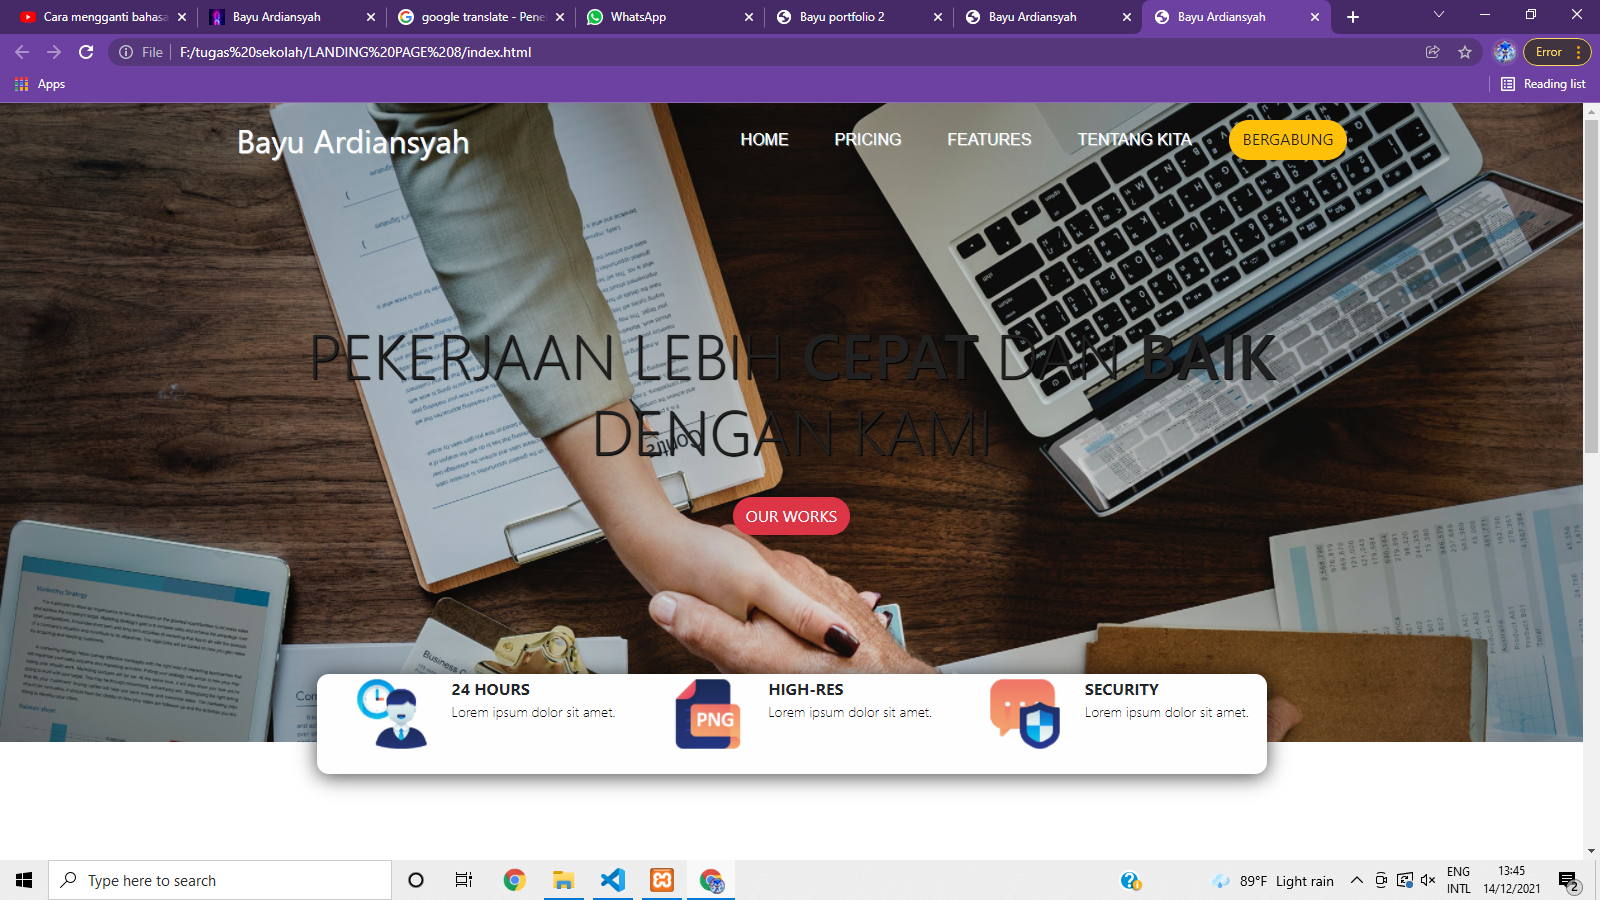 Cara mengganti bahasa
Bayu Ardiansyah
google translate - Pene
WhatsApp
Bayu portfolio 2
Bayu Ardiansyah
Bayu Ardiansyah
File
F:/tugas%20sekolah/LANDING%20PAGE%208/index.html
Error
Apps
Reading list
Bayu Ardiansyah
HOME
PRICING
FEATURES
TENTANG KITA
BERGABUNG
PEKERJAAN LEBIH CEPAT DAN BAIK
DENGAN KAMI
OUR WORKS
24 HOURS
Lorem ipsum dolor sit amet.
PNG
HIGH-RES
Lorem ipsum dolor sit amet.
SECURITY
Lorem ipsum dolor sit amet.
Type here to search
89°F Light rain
ENG
INTL
13:45
14/12/2021
2